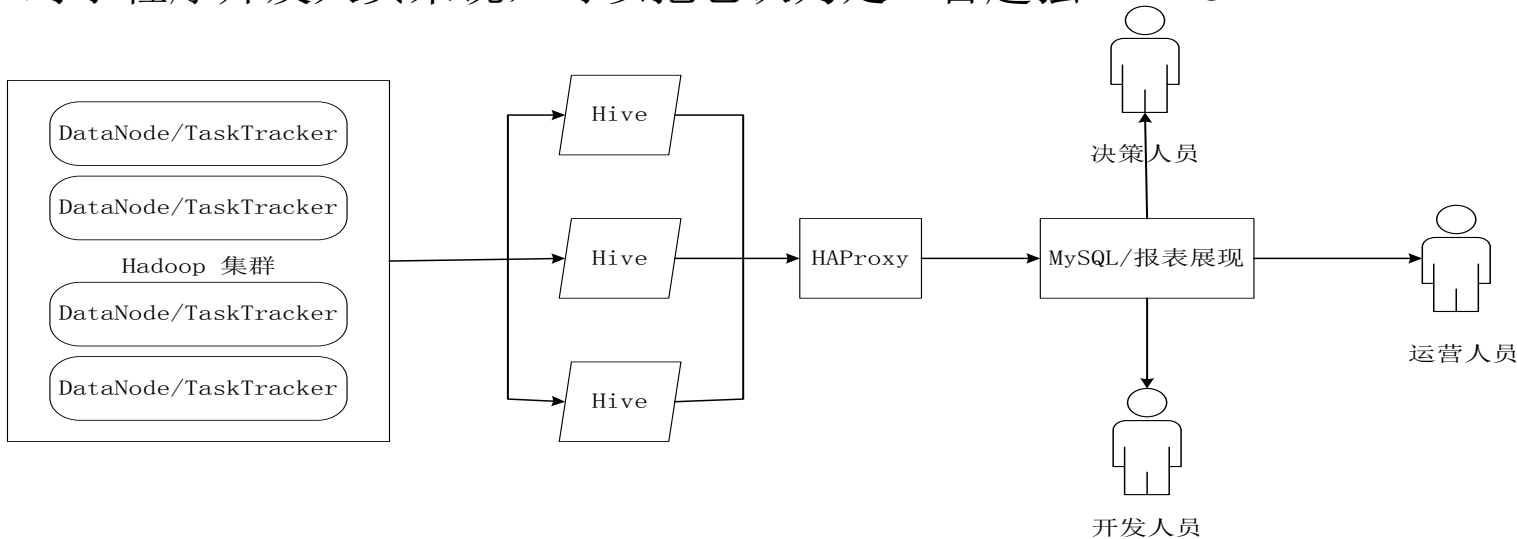 DataNode/TaskTracker
DataNode/TaskTracker
Hadoop 集群
DataNode/TaskTracker
DataNode/TaskTracker
Hive
Hive
Hive
HAProxy
MySQL/报表展现
决策人员
运营人员
开发人员